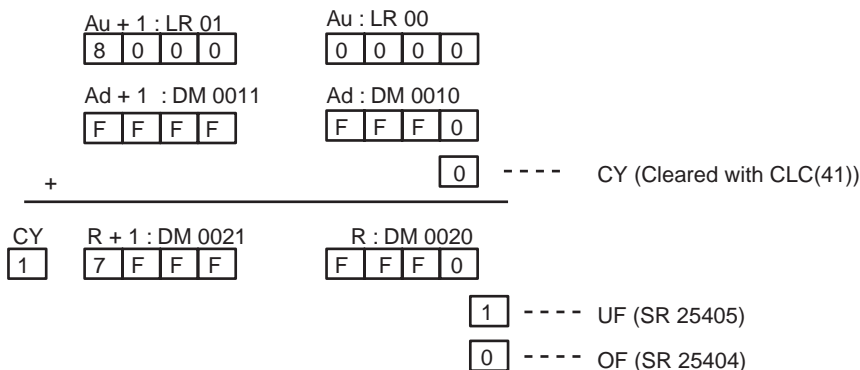 Au + 1 : LR 01 Au : LR 00
8 0 0 0 0 0 0 0
Ad + 1 : DM 0011 Ad : DM 0010
F F F F F F F 0
0 CY (Cleared with CLC(41))
+
CY R + 1 : DM 0021 R : DM 0020
1 7 F F F F F F 0
1 UF (SR 25405)
0 OF (SR 25404)